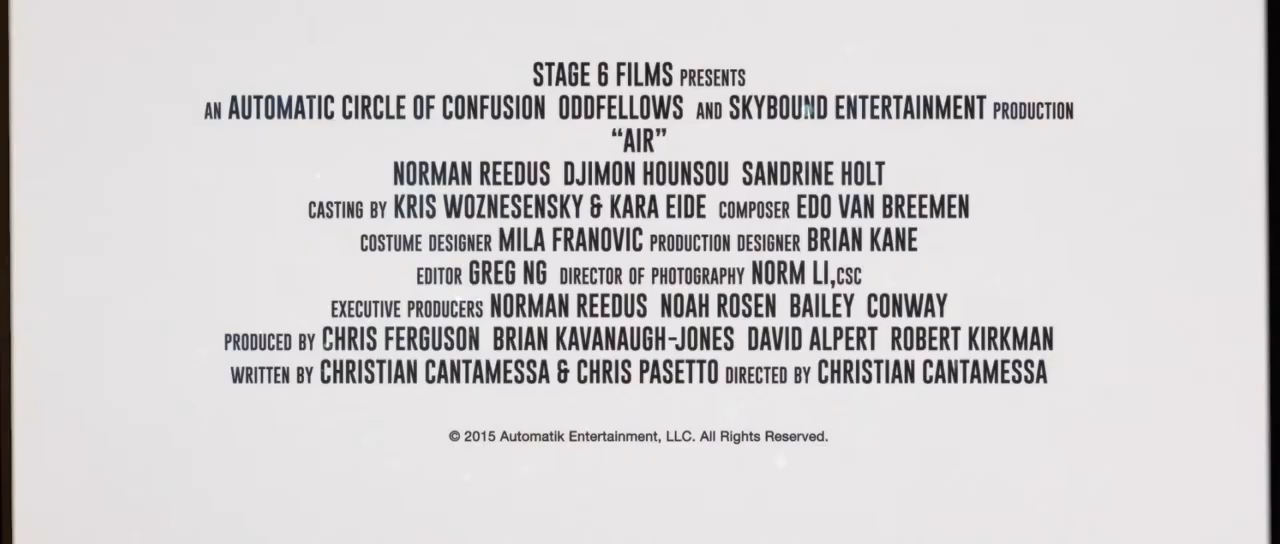 STAGE 6 FILMS PRESENTS
AN AUTOMATIC CIRCLE OF CONFUSION ODDFELLOWS AND SKYBOUND ENTERTAINMENT PRODUCTION
“AIR”
NORMAN REEDUS DJIMON HOUNSOU SANDRINE HOLT
CASTING BY KRIS WOZNESENSKY & KARA EIDE COMPOSER EDO VAN BREEMEN
COSTUME DESIGNER MILA FRANOVIC PRODUCTION DESIGNER BRIAN KANE
EDITOR GREG NG DIRECTOR OF PHOTOGRAPHY NORM LI,CSC
EXECUTIVE PRODUCERS NORMAN REEDUS NOAH ROSEN BAILEY CONWAY
PRODUCED BY CHRIS FERGUSON BRIAN KAVANAUGH-JONES DAVID ALPERT ROBERT KIRKMAN
WRITTEN BY CHRISTIAN CANTAMESSA & CHRIS PASETTO DIRECTED BY CHRISTIAN CANTAMESSA
© 2015 Automatik Entertainment, LLC. All Rights Reserved.